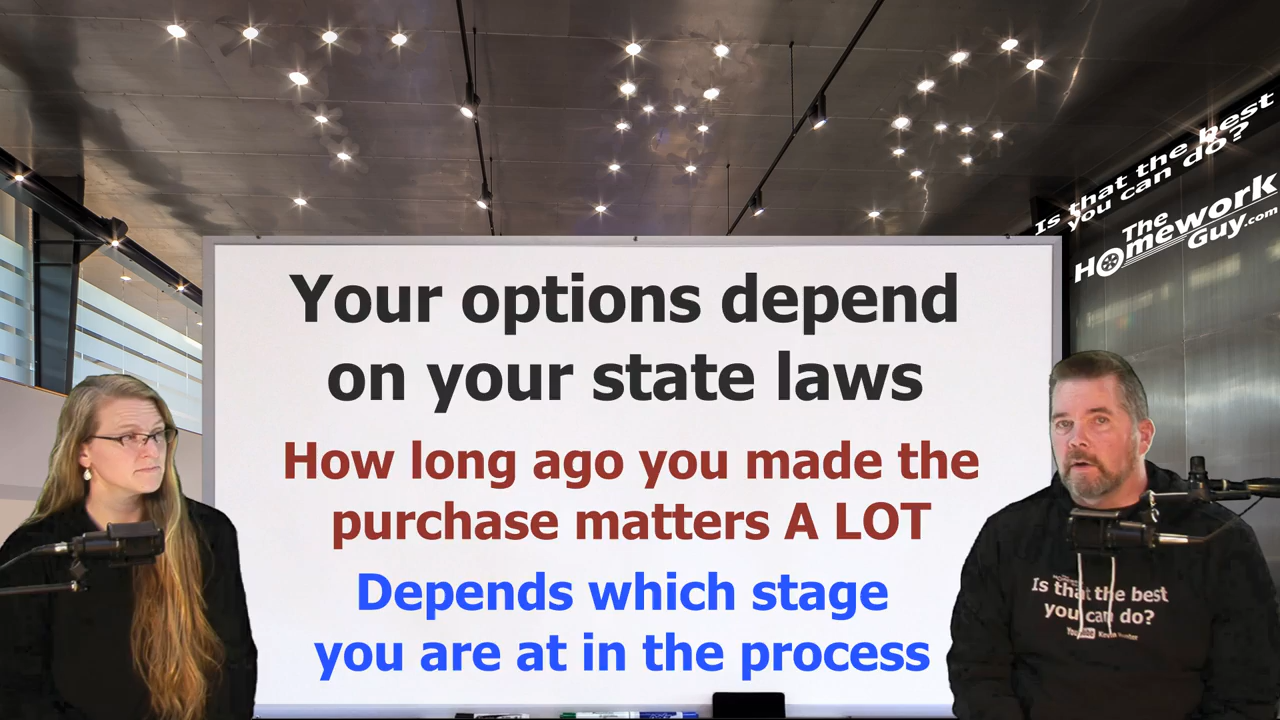 Is that the best
you can do?
The
Homework
Guy.com
Your options depend
on your state laws
How long ago you made the
purchase matters A LOT
Depends which stage
you are at in the process
Is that the best
you can do?
YouTube